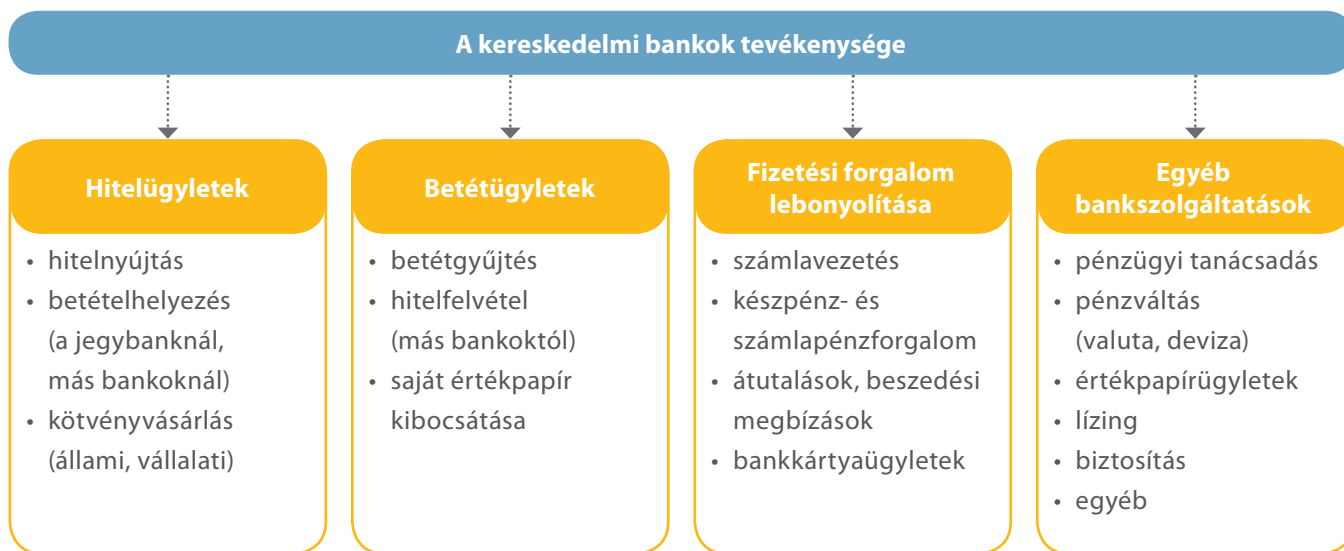 A kereskedelmi bankok tevékenysége
Hitelügyletek
• hitelnyújtás
• betételhelyezés
(a jegybanknál,
más bankoknál)
• kötvényvásárlás
(állami, vállalati)
Betétügyletek
• betétgyűjtés
• hitelfelvétel
(más bankoktól)
• saját értékpapír
kibocsátása
Fizetési forgalom
lebonyolítása
• számlavezetés
• készpénz- és
számlapénzforgalom
• átutalások, beszedési
megbízások
• bankkártyaügyletek
Egyéb
bankszolgáltatások
• pénzügyi tanácsadás
• pénzváltás
(valuta, deviza)
• értékpapírügyletek
• lízing
• biztosítás
• egyéb